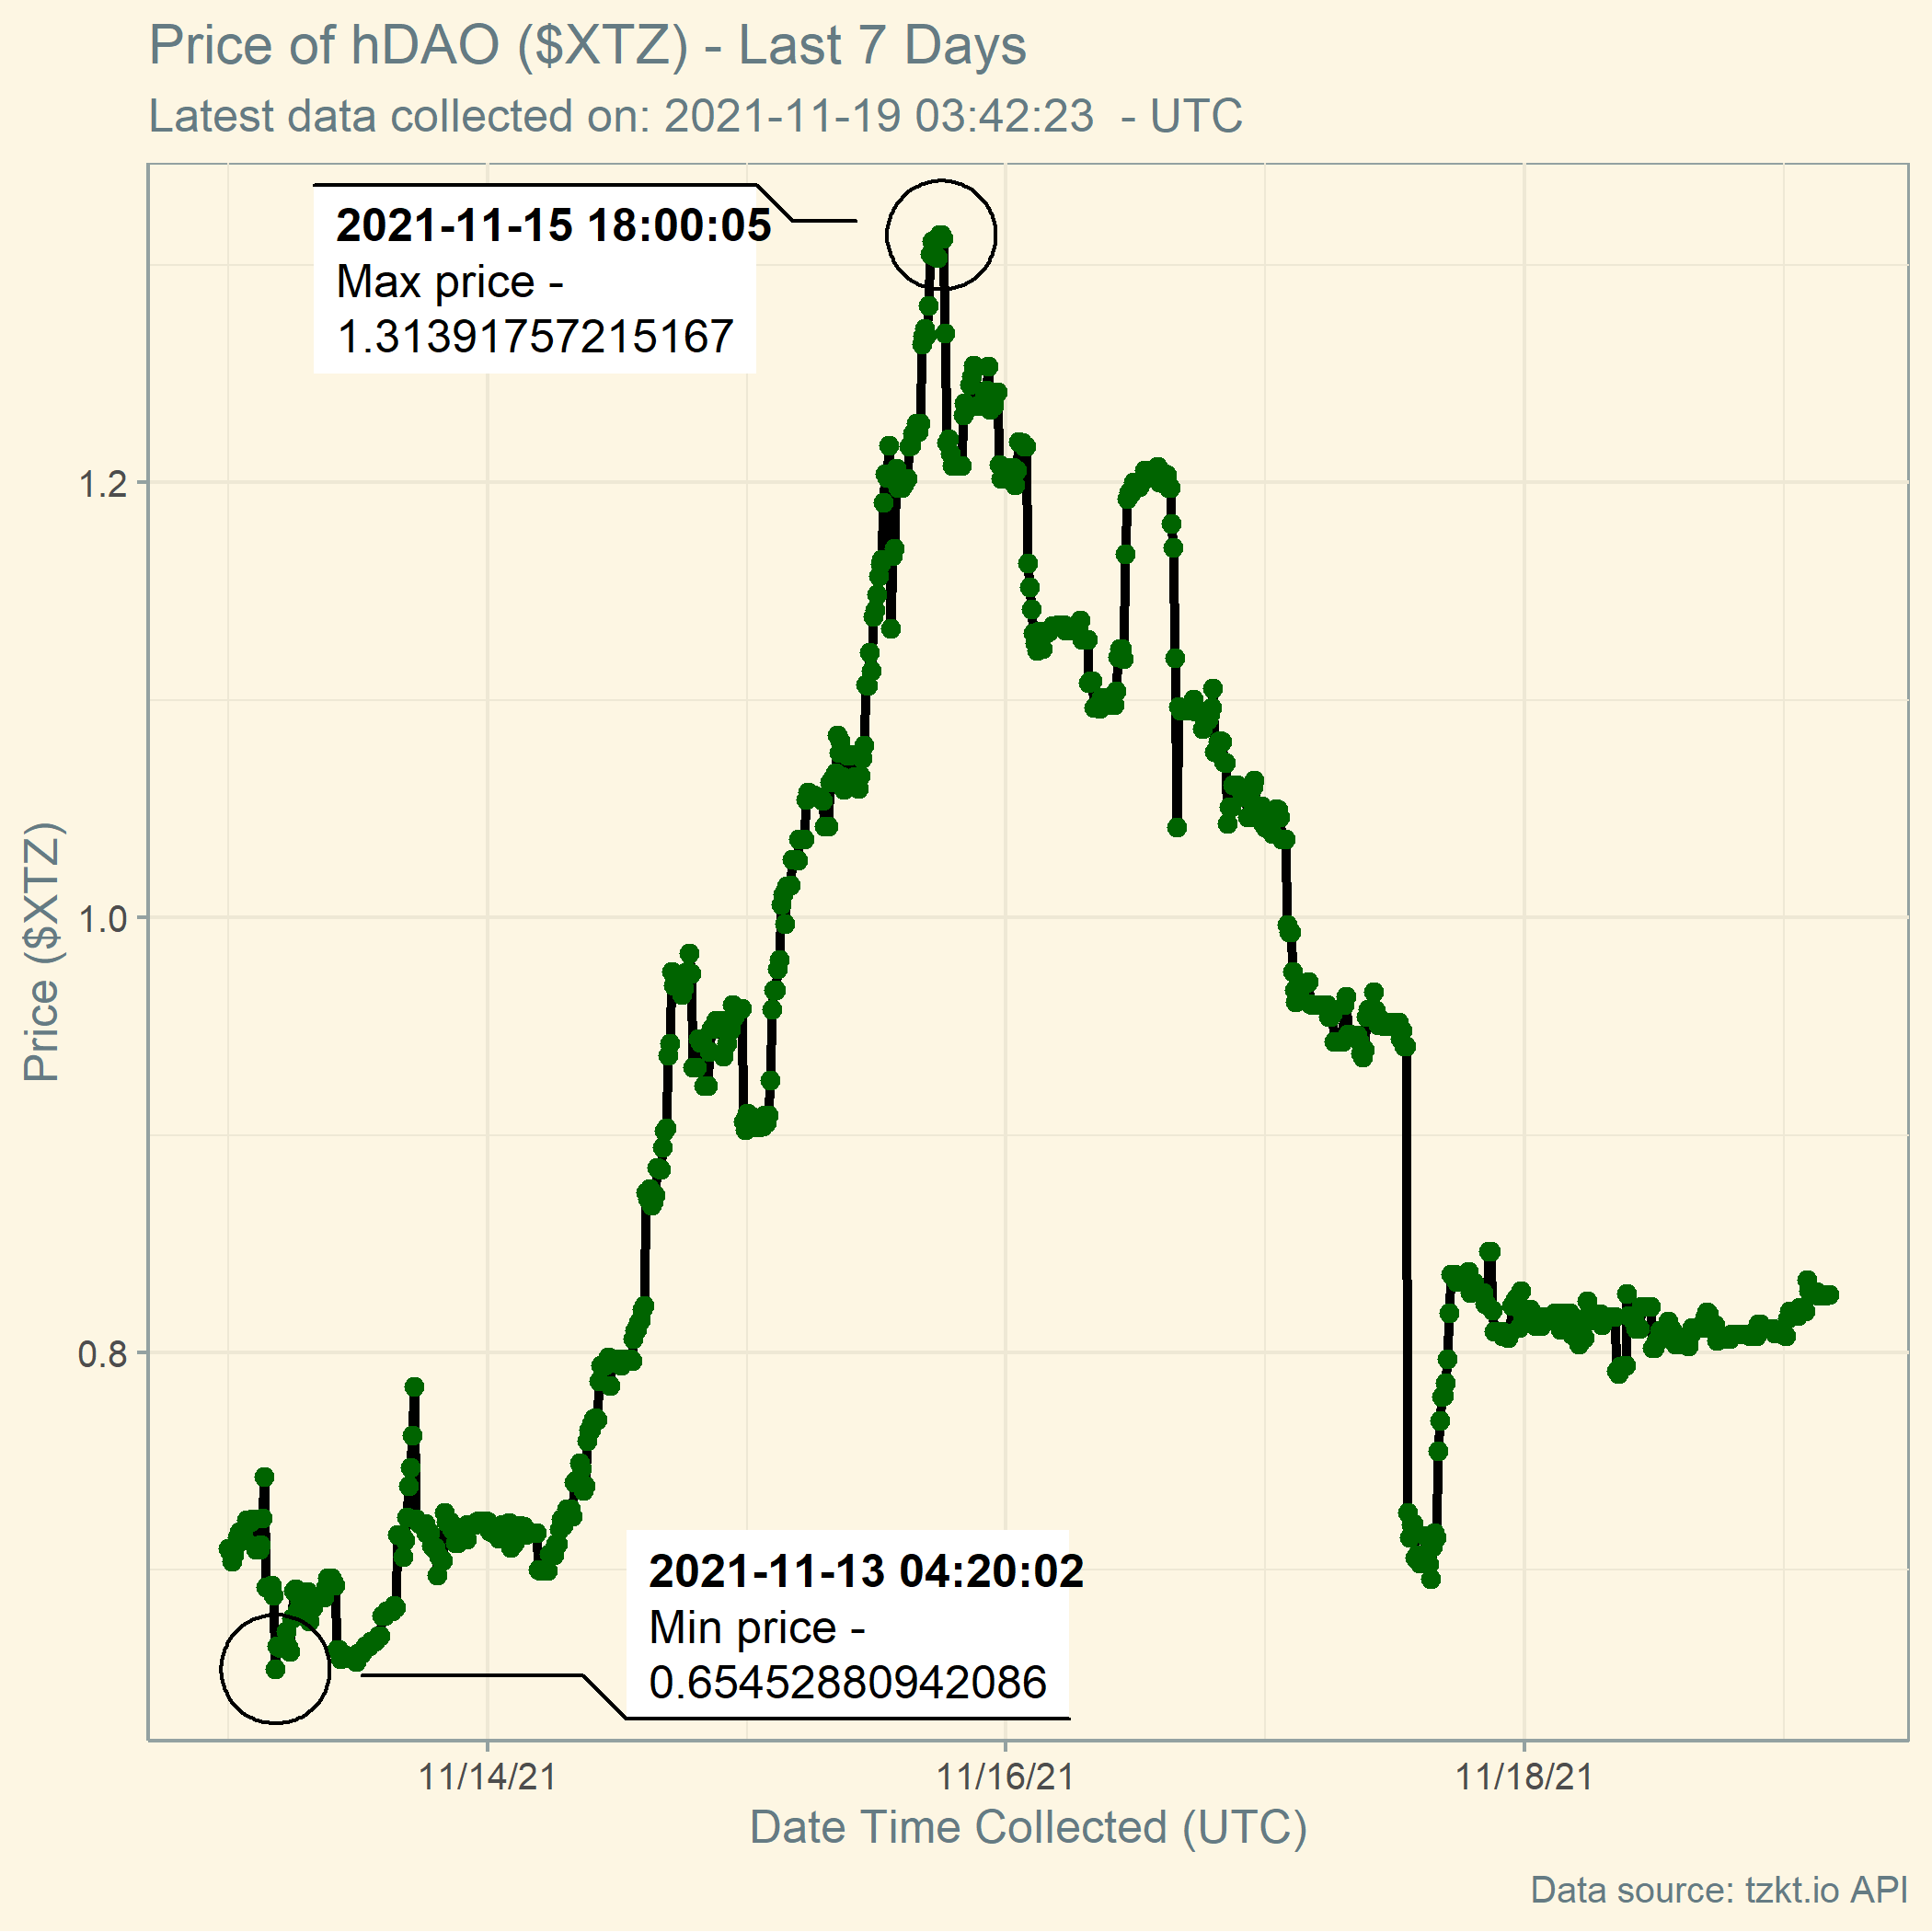 Price of hDAO ($XTZ) - Last 7 Days
Latest data collected on: 2021-11-19 03:42:23  - UTC
2021-11-15 18:00:05
Max price -
1.31391757215167
1.2
1.0
0.8
Price ($XTZ)
2021-11-13 04:20:02
Min price -
0.65452880942086
11/14/21
11/16/21
11/18/21
Date Time Collected (UTC)
Data source: tzkt.io API